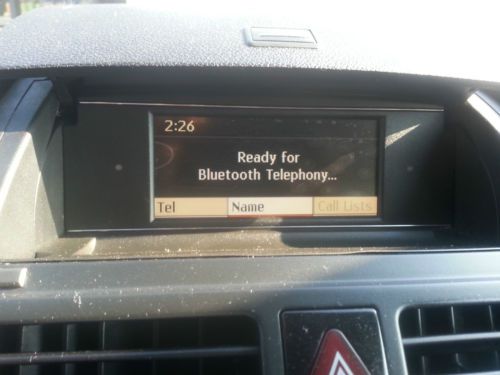 2:26
Ready for
Bluetooth Telephony...
Tel Name Call Lists